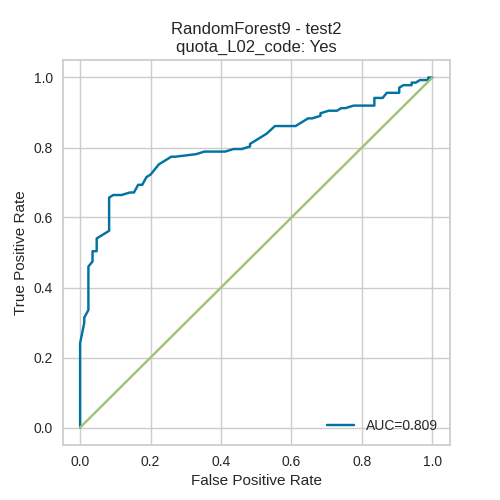 RandomForest9 - test2
quota_L02_code: Yes
1.0
0.8
0.6
0.4
0.2
0.0
True Positive Rate
AUC=0.809
0.0 0.2 0.4 0.6 0.8 1.0
False Positive Rate